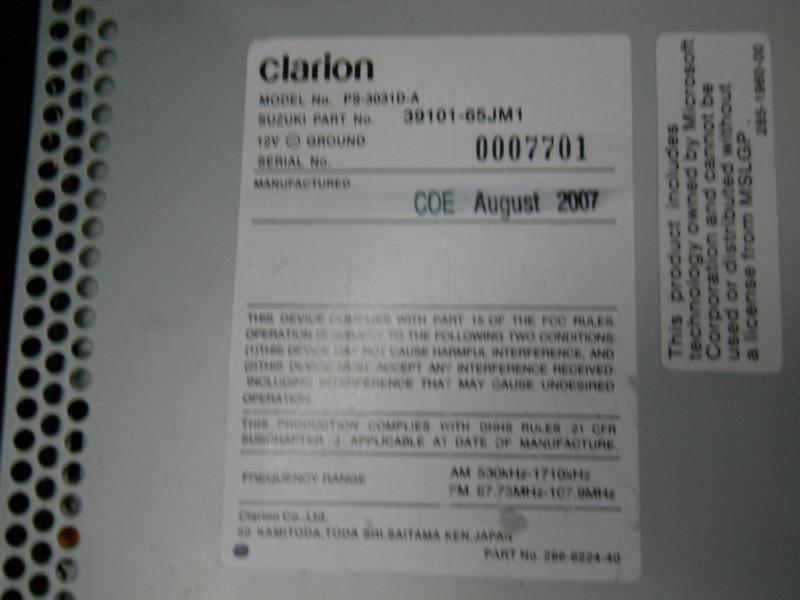 clarion
MODEL No. PS-3031D-A
SUZUKI PART No. 39101-65JM1
12V ⊖ GROUND
SERIAL No. 0007701
MANUFACTURED
COE August 2007
THIS DEVICE COMPLIES WITH PART 15 OF THE FCC RULES.
OPERATION IS SUBJECT TO THE FOLLOWING TWO CONDITIONS:
(1)THIS DEVICE MAY NOT CAUSE HARMFUL INTERFERENCE, AND
(2)THIS DEVICE MUST ACCEPT ANY INTERFERENCE RECEIVED,
INCLUDING INTERFERENCE THAT MAY CAUSE UNDESIRED
OPERATION.
THIS PRODUCTION COMPLIES WITH DHHS RULES 21 CFR
SUBCHAPTER J APPLICABLE AT DATE OF MANUFACTURE.
FREQUENCY RANGE AM 530kHz-1710kHz
FM 87.75MHz-107.9MHz
Clarion Co.,Ltd.
50 KAMITODA,TODA SHI,SAITAMA KEN,JAPAN
PART No. 286-6224-40
This product includes
technology owned by Microsoft
Corporation and cannot be
used or distributed without
a license from MSLGP.
285-1960-00